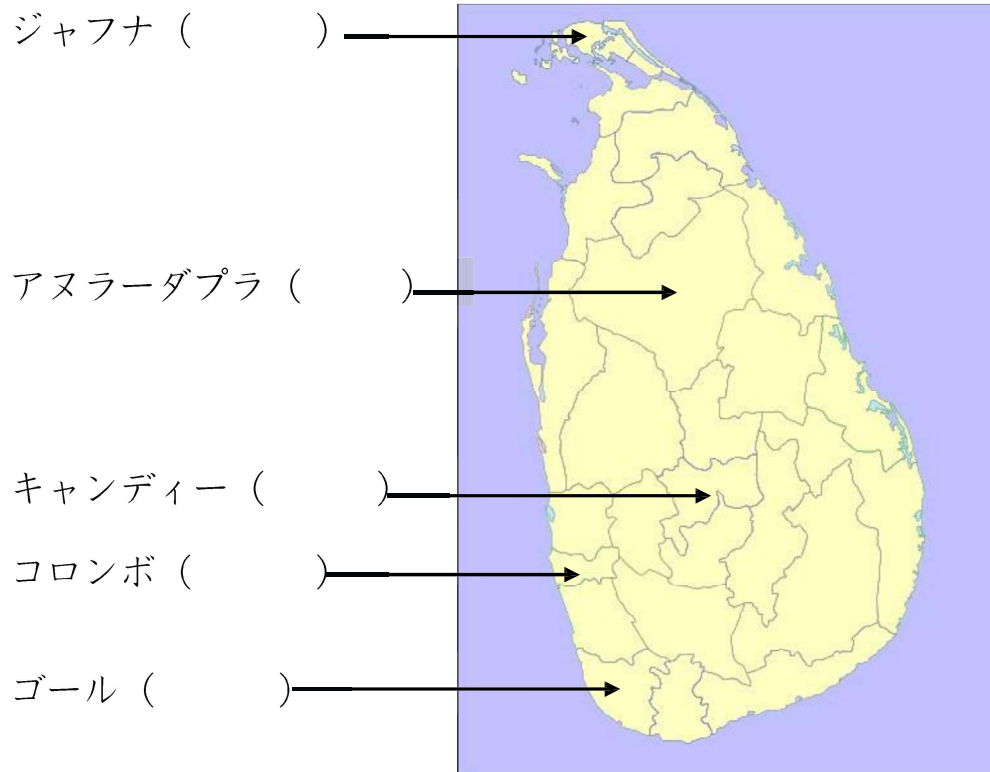 ジャフナ（　　　　）
アヌラーダプラ（　　　）
キャンディー（　　　）
コロンボ（　　　　）
ゴール（　　　　）